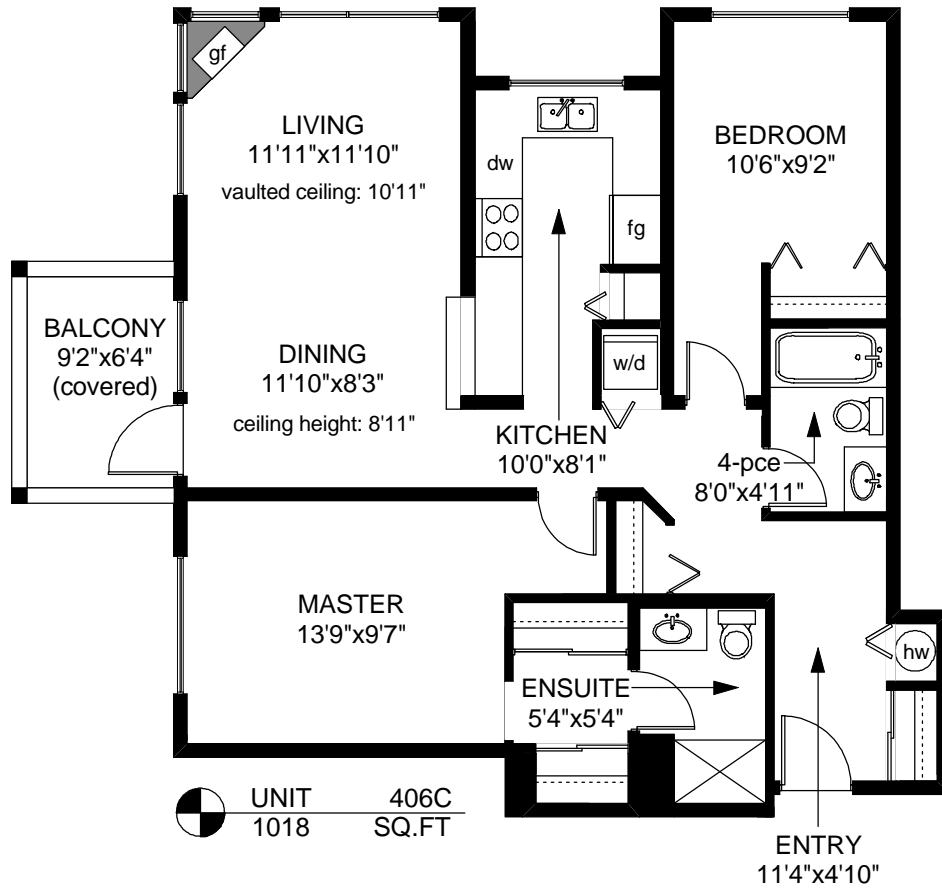 gf
LIVING
11'11"x11'10"
vaulted ceiling: 10'11"
dw
fg
BEDROOM
10'6"x9'2"
BALCONY
9'2"x6'4"
(covered)
DINING
11'10"x8'3"
ceiling height: 8'11"
w/d
KITCHEN
10'0"x8'1"
4-pce
8'0"x4'11"
MASTER
13'9"x9'7"
hw
ENSUITE
5'4"x5'4"
UNIT 406C
1018 SQ.FT
ENTRY
11'4"x4'10"